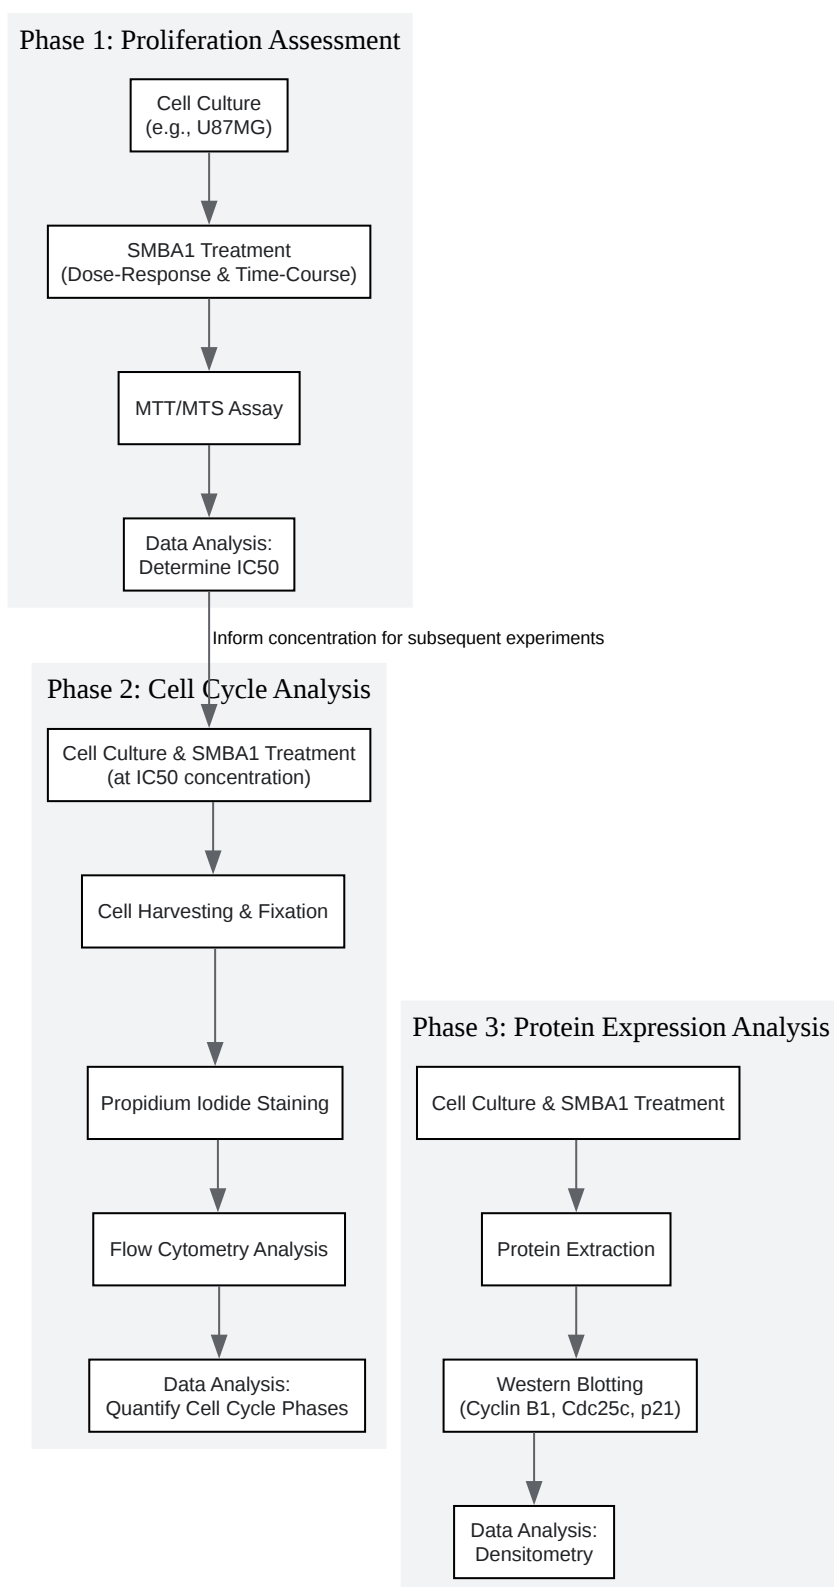 Phase 1: Proliferation Assessment
Cell Culture
(e.g., U87MG)
SMBA1 Treatment
(Dose-Response & Time-Course)
MTT/MTS Assay
Data Analysis:
Determine IC50
Inform concentration for subsequent experiments
Phase 2: Cell Cycle Analysis
Cell Culture & SMBA1 Treatment
(at IC50 concentration)
Cell Harvesting & Fixation
Propidium Iodide Staining
Flow Cytometry Analysis
Data Analysis:
Quantify Cell Cycle Phases
Phase 3: Protein Expression Analysis
Cell Culture & SMBA1 Treatment
Protein Extraction
Western Blotting
(Cyclin B1, Cdc25c, p21)
Data Analysis:
Densitometry